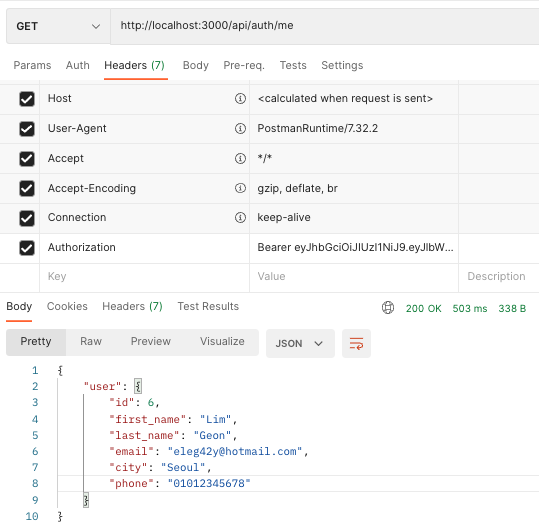 GET http://localhost:3000/api/auth/me
Params Auth Headers (7) Body Pre-req. Tests Settings
Host <calculated when request is sent>
User-Agent PostmanRuntime/7.32.2
Accept */*
Accept-Encoding gzip, deflate, br
Connection keep-alive
Authorization Bearer eyJhbGciOiJIUzI1NiJ9.eyJlbW...
Key Value Description
Body Cookies Headers (7) Test Results 200 OK 503 ms 338 B
Pretty Raw Preview Visualize JSON
1 {
2 "user": {
3 "id": 6,
4 "first_name": "Lim",
5 "last_name": "Geon",
6 "email": "eleg42y@hotmail.com",
7 "city": "Seoul",
8 "phone": "01012345678"
9 }
10 }